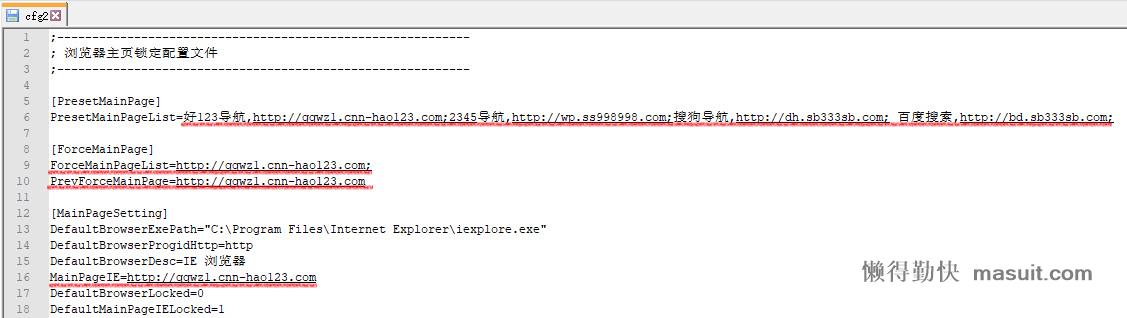 cfg2
1 ;-----------------------------------------------------------
2 ; 浏览器主页锁定配置文件
3 ;-----------------------------------------------------------
4
5 [PresetMainPage]
6 PresetMainPageList=好123导航,http://qqwzl.cnn-hao123.com;2345导航,http://wp.ss998998.com;搜狗导航,http://dh.sb333sb.com; 百度搜索,http://bd.sb333sb.com;
7
8 [ForceMainPage]
9 ForceMainPageList=http://qqwzl.cnn-hao123.com;
10 PrevForceMainPage=http://qqwzl.cnn-hao123.com
11
12 [MainPageSetting]
13 DefaultBrowserExePath="C:\Program Files\Internet Explorer\iexplore.exe"
14 DefaultBrowserProgidHttp=http
15 DefaultBrowserDesc=IE 浏览器
16 MainPageIE=http://qqwzl.cnn-hao123.com
17 DefaultBrowserLocked=0
18 DefaultMainPageIELocked=1
懒得勤快 masuit.com